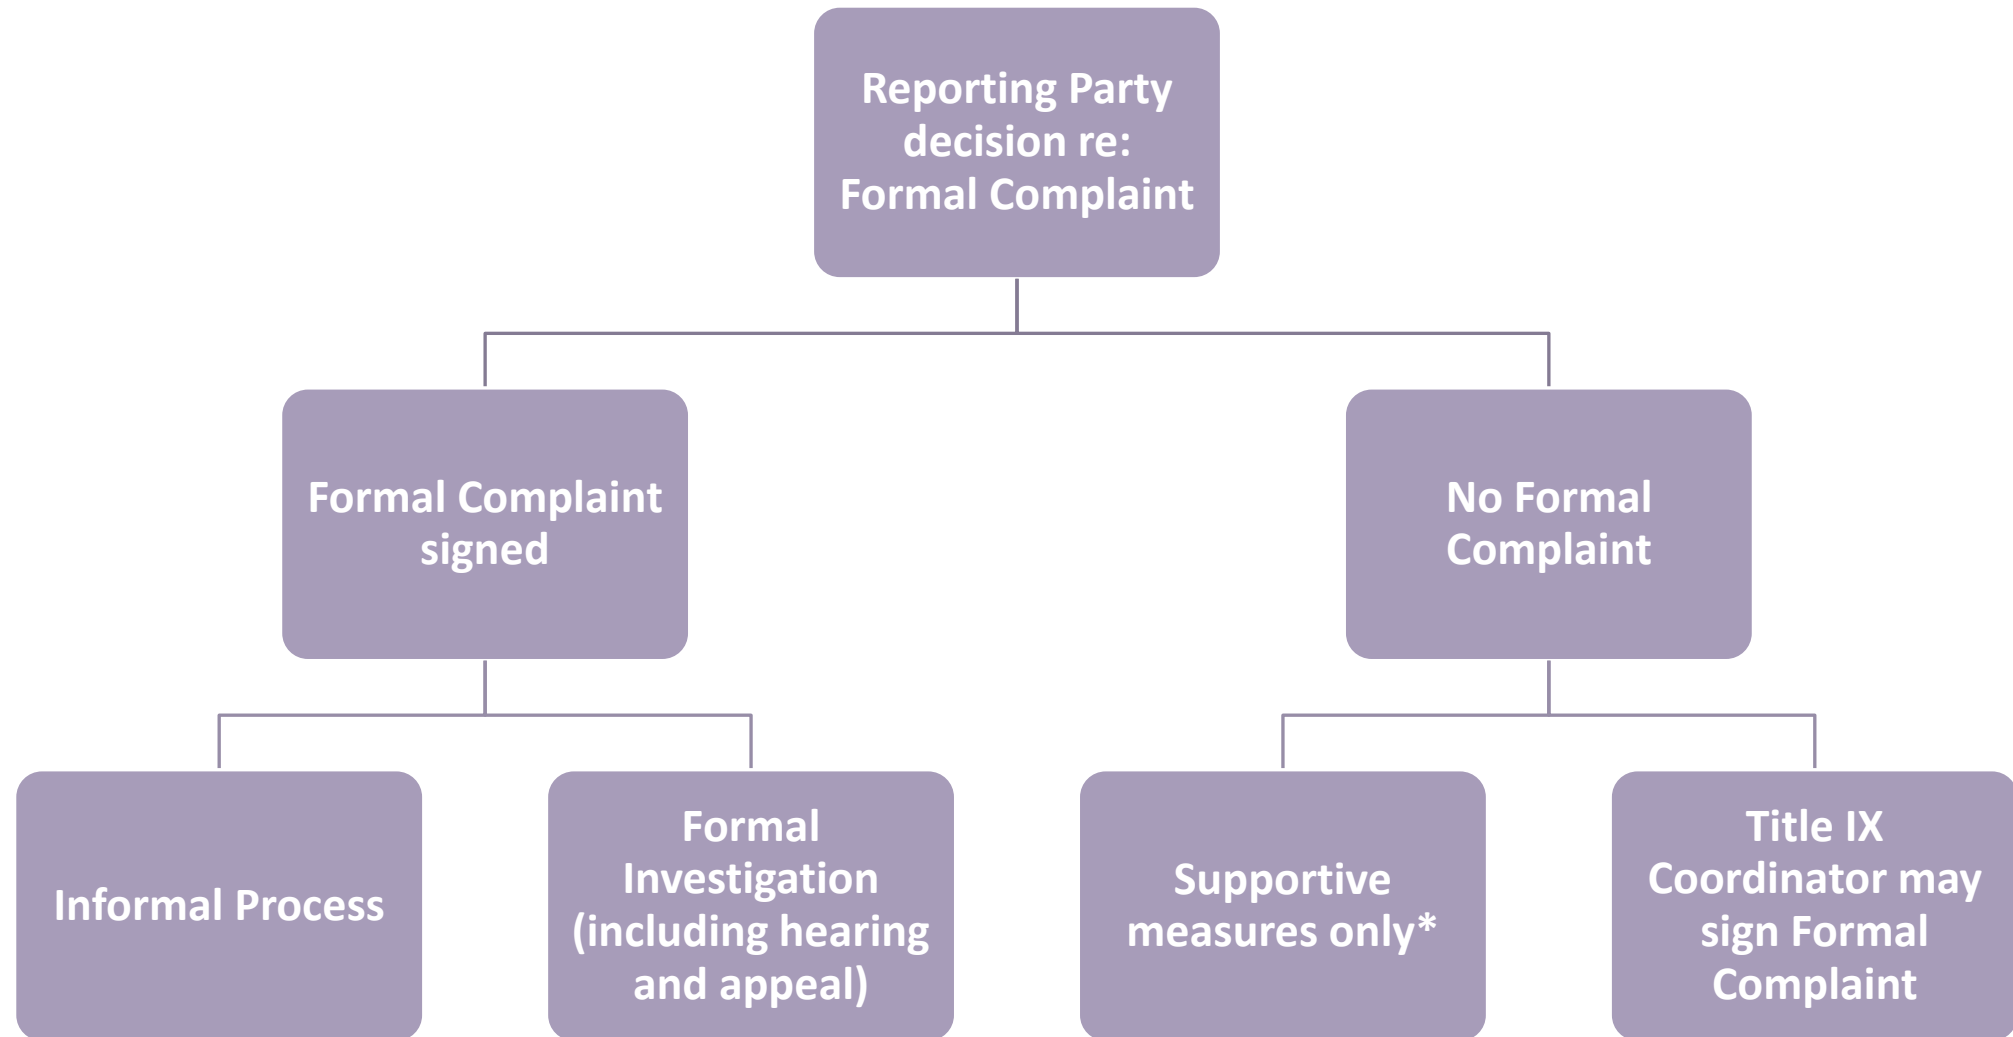 Reporting Party
decision re:
Formal Complaint
Formal Complaint
signed
No Formal
Complaint
Informal Process
Formal
Investigation
(including hearing
and appeal)
Supportive
measures only*
Title IX
Coordinator may
sign Formal
Complaint